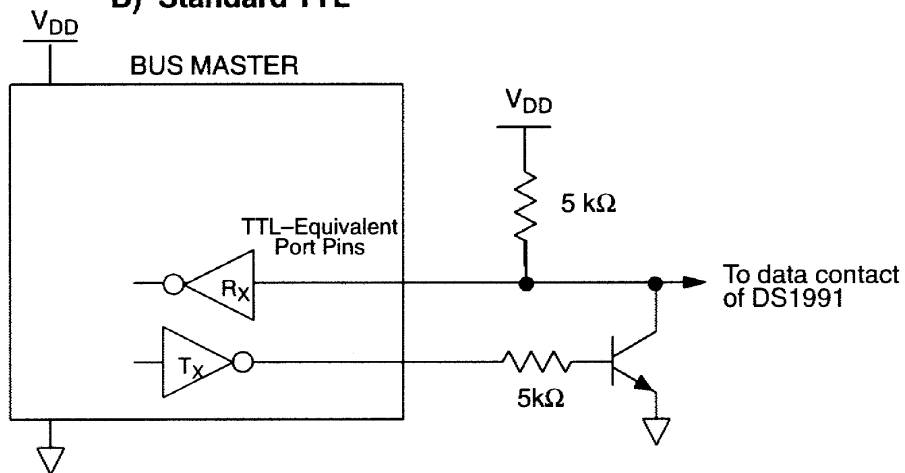 B) Standard TTL
VDD
BUS MASTER
VDD
5 kΩ
TTL–Equivalent
Port Pins
RX
To data contact
of DS1991
TX
5kΩ